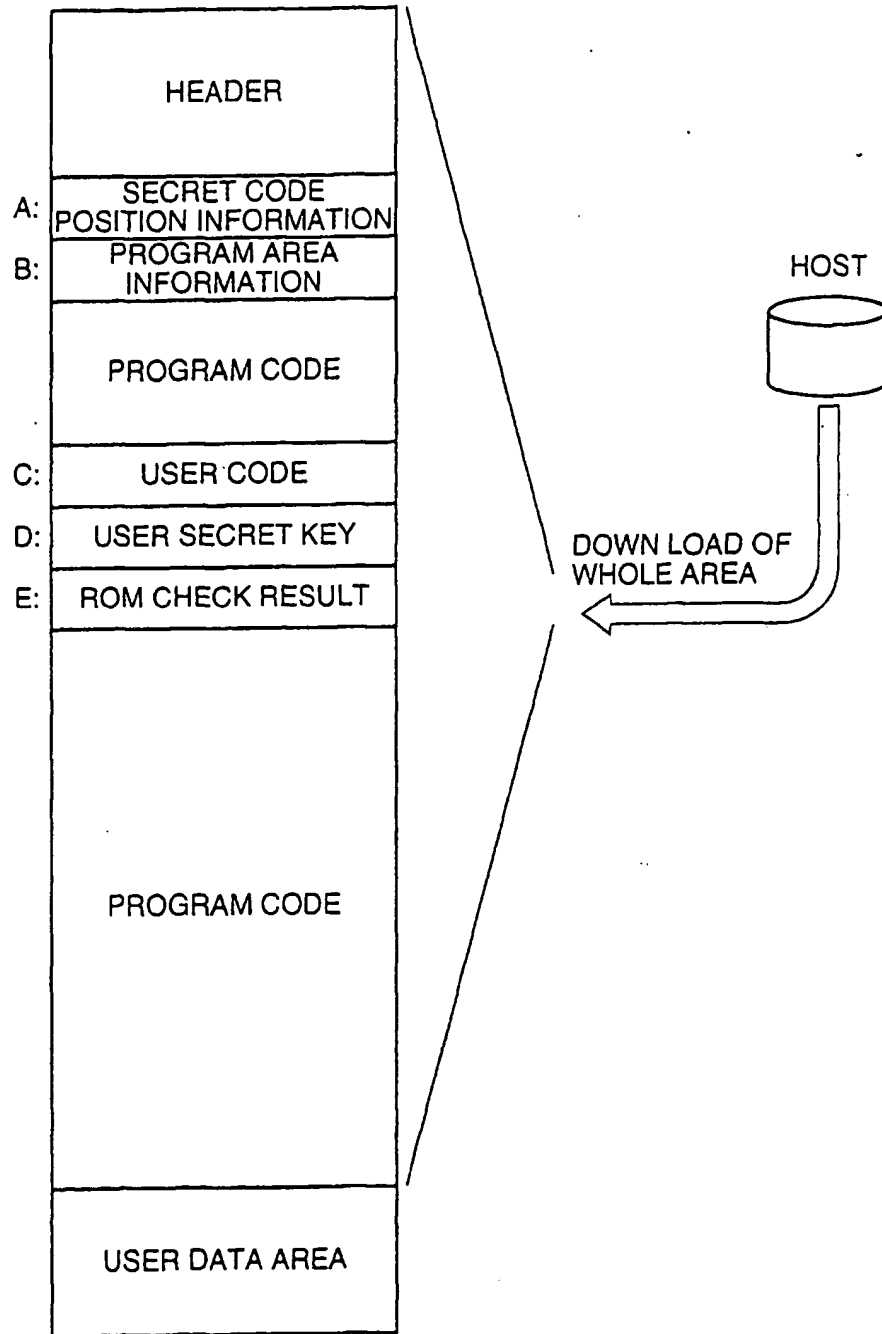 HEADER
A: SECRET CODE
POSITION INFORMATION
B: PROGRAM AREA
INFORMATION
HOST
PROGRAM CODE
C: USER CODE
D: USER SECRET KEY
DOWN LOAD OF
WHOLE AREA
E: ROM CHECK RESULT
PROGRAM CODE
USER DATA AREA